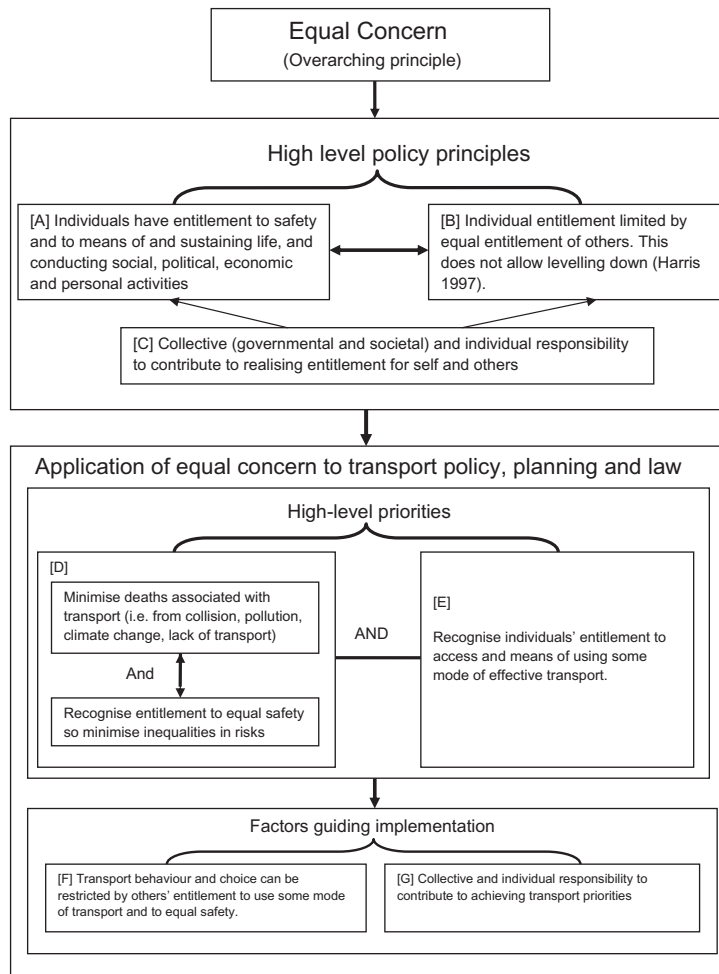 Equal Concern
(Overarching principle)
High level policy principles
[A] Individuals have entitlement to safety
and to means of and sustaining life, and
conducting social, political, economic
and personal activities
[B] Individual entitlement limited by
equal entitlement of others. This
does not allow levelling down (Harris
1997).
[C] Collective (governmental and societal) and individual responsibility
to contribute to realising entitlement for self and others
Application of equal concern to transport policy, planning and law
High-level priorities
[D]
Minimise deaths associated with
transport (i.e. from collision, pollution,
climate change, lack of transport)
And
Recognise entitlement to equal safety
so minimise inequalities in risks
AND
[E]
Recognise individuals’ entitlement to
access and means of using some
mode of effective transport.
Factors guiding implementation
[F] Transport behaviour and choice can be
restricted by others’ entitlement to use some mode
of transport and to equal safety.
[G] Collective and individual responsibility to
contribute to achieving transport priorities